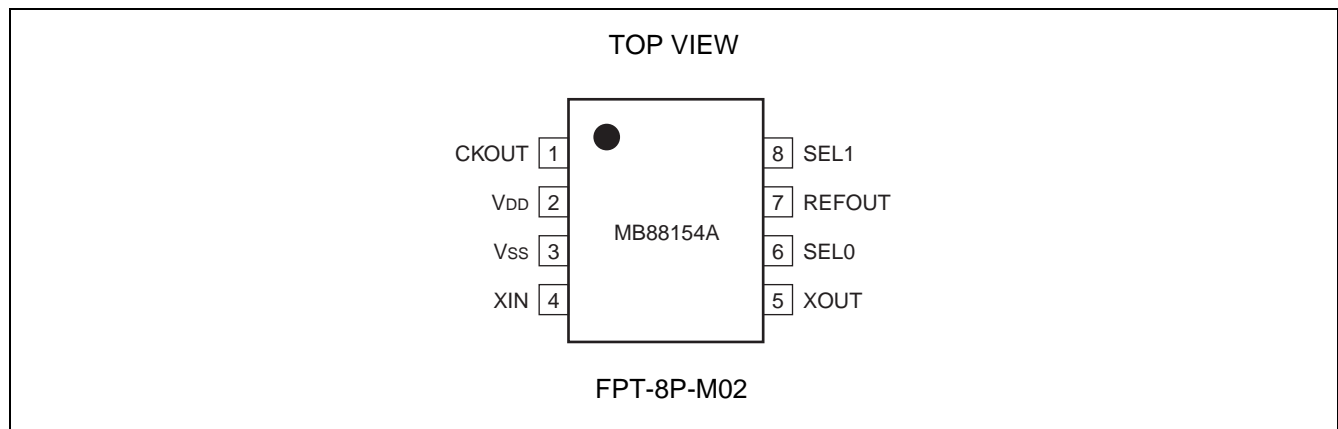 TOP VIEW
CKOUT 1 8 SEL1
VDD 2 7 REFOUT
MB88154A
Vss 3 6 SEL0
XIN 4 5 XOUT
FPT-8P-M02